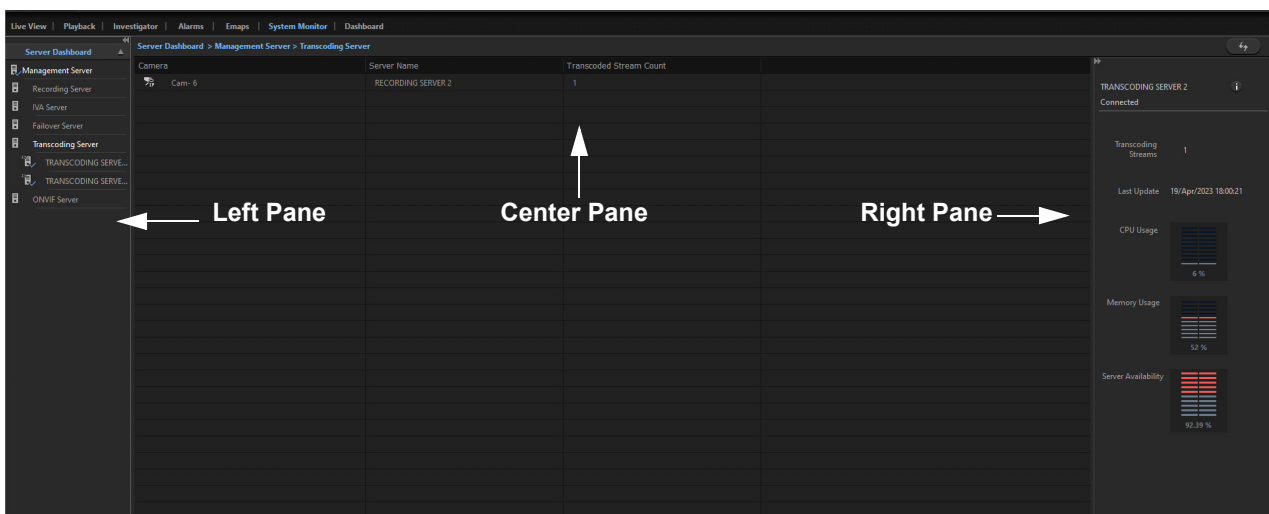 Live View | Playback | Investigator | Alarms | Emaps | System Monitor | Dashboard
Server Dashboard
Server Dashboard > Management Server > Transcoding Server
Management Server
Recording Server
IVA Server
Failover Server
Transcoding Server
TRANSCODING SERVE...
TRANSCODING SERVE...
ONVIF Server
Camera Server Name Transcoded Stream Count
Cam- 6 RECORDING SERVER 2 1
Left Pane
Center Pane
Right Pane
TRANSCODING SERVER 2
Connected
Transcoding
Streams 1
Last Update 19/Apr/2023 18:00:21
CPU Usage
6 %
Memory Usage
52 %
Server Availability
92.39 %